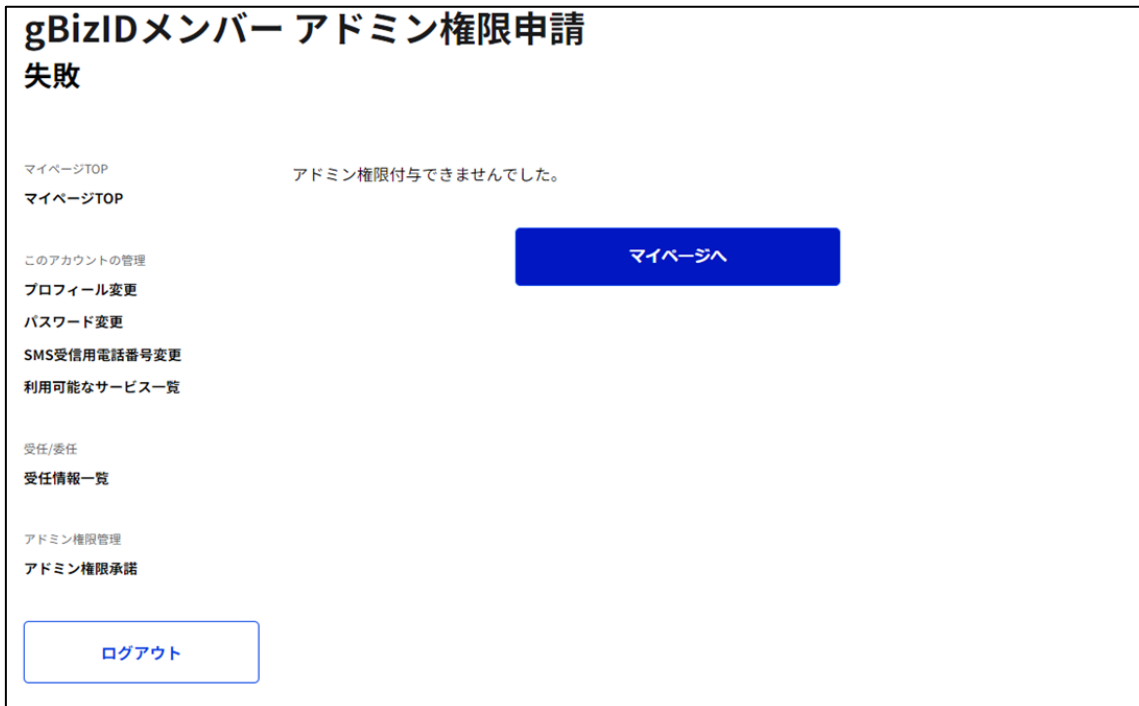 gBizIDメンバー アドミン権限申請
失敗
マイページTOP
マイページTOP
このアカウントの管理
プロフィール変更
パスワード変更
SMS受信用電話番号変更
利用可能なサービス一覧
受任/委任
受任情報一覧
アドミン権限管理
アドミン権限承諾
ログアウト
アドミン権限付与できませんでした。
マイページへ